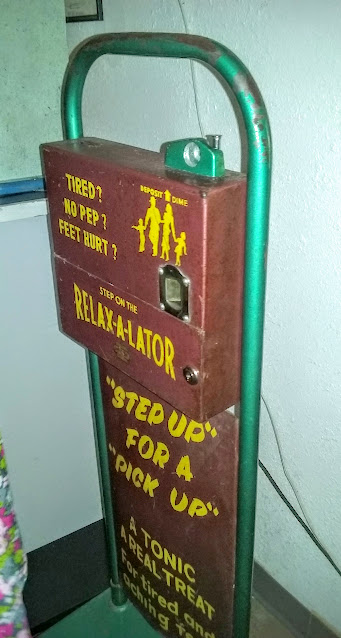 TIRED?
NO PEP?
FEET HURT?
DEPOSIT DIME
STEP ON THE
RELAX-A-LATOR
"STEP UP"
FOR A
"PICK UP"
A TONIC
A REAL TREAT
For tired and
aching